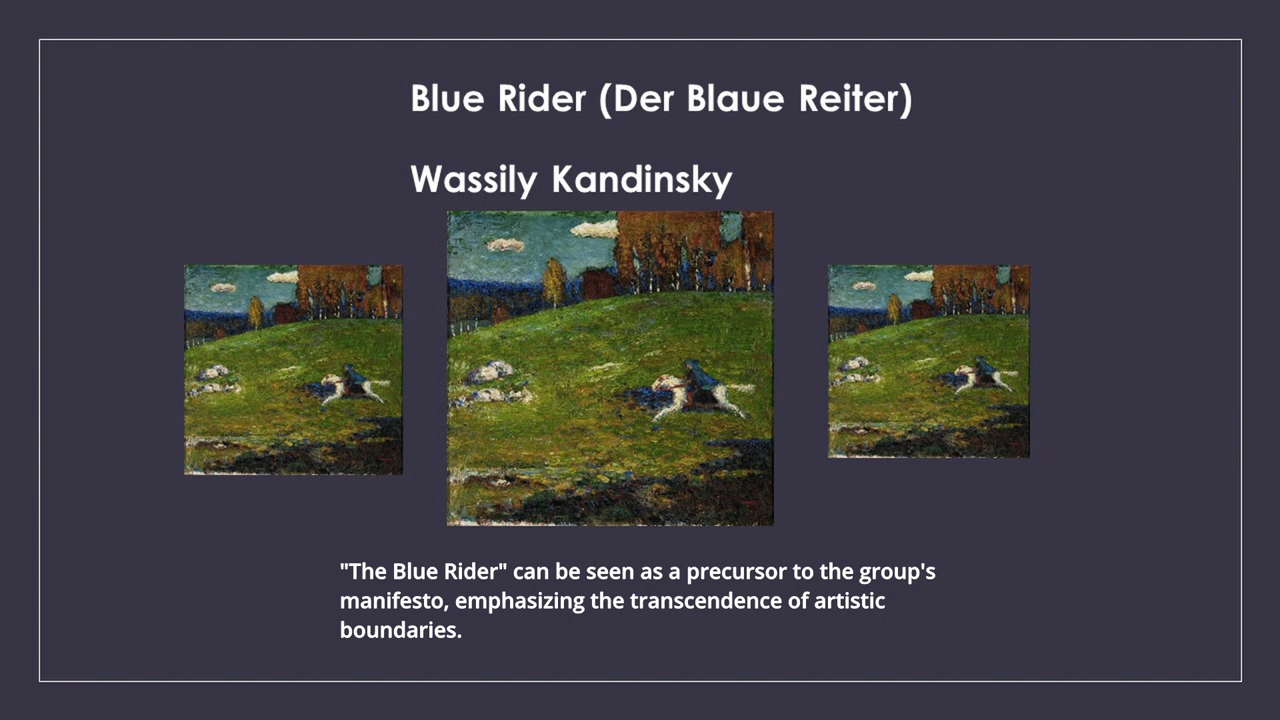 Blue Rider (Der Blaue Reiter)
Wassily Kandinsky
"The Blue Rider" can be seen as a precursor to the group's
manifesto, emphasizing the transcendence of artistic
boundaries.